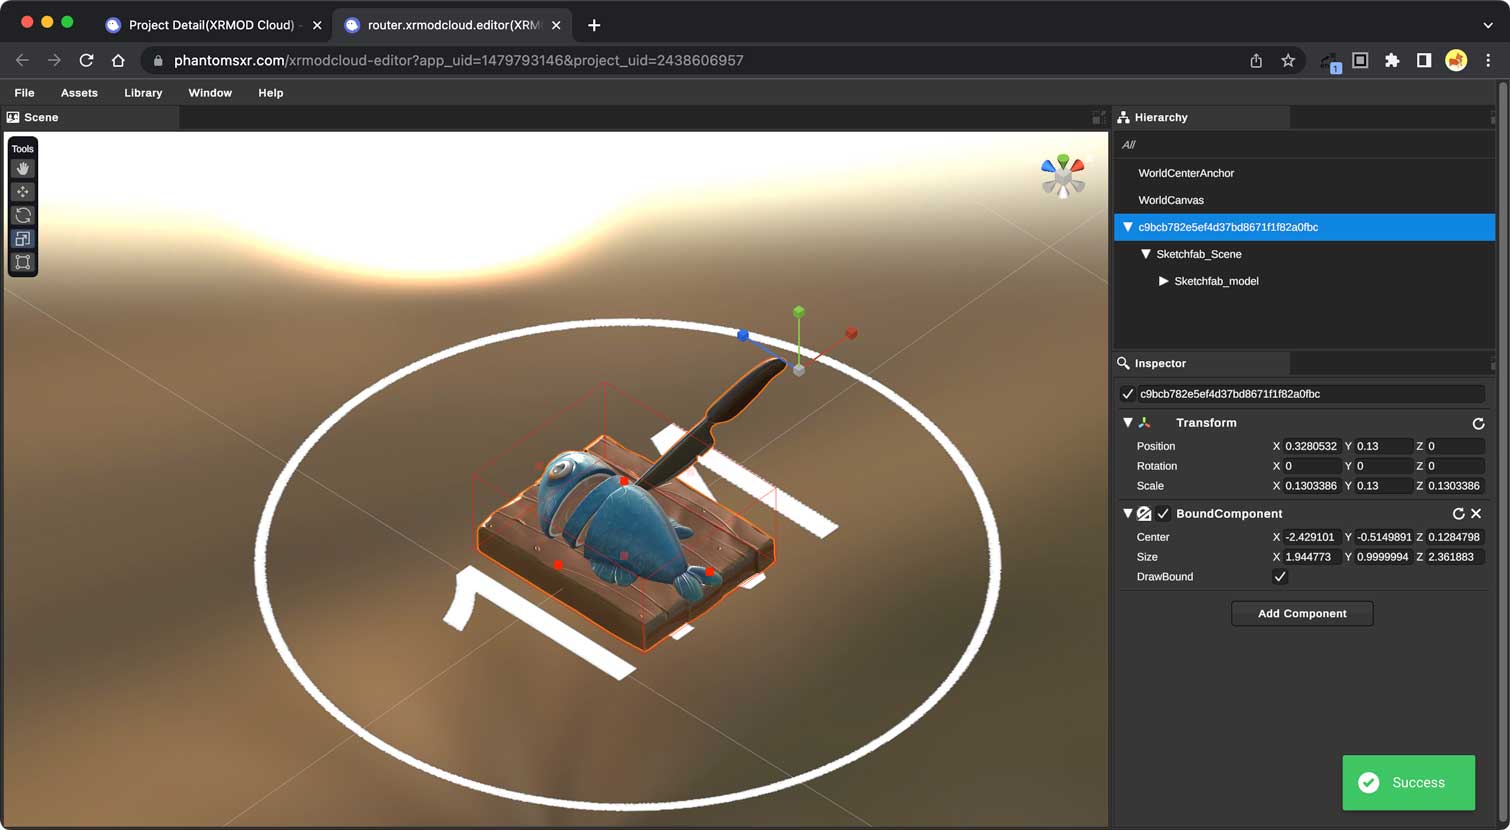 Project Detail(XRMOD Cloud) -
router.xrmodcloud.editor(XRM
phantomsxr.com/xrmodcloud-editor?app_uid=1479793146&project_uid=2438606957
1
File Assets Library Window Help
Scene
Tools
Hierarchy
All
WorldCenterAnchor
WorldCanvas
c9bcb782e5ef4d37bd8671f1f82a0fbc
Sketchfab_Scene
Sketchfab_model
Inspector
c9bcb782e5ef4d37bd8671f1f82a0fbc
Transform
Position X 0.3280532 Y 0.13 Z 0
Rotation X 0 Y 0 Z 0
Scale X 0.1303386 Y 0.13 Z 0.1303386
BoundComponent
Center X -2.429101 Y -0.5149891 Z 0.1284798
Size X 1.944773 Y 0.9999994 Z 2.361883
DrawBound
Add Component
Success